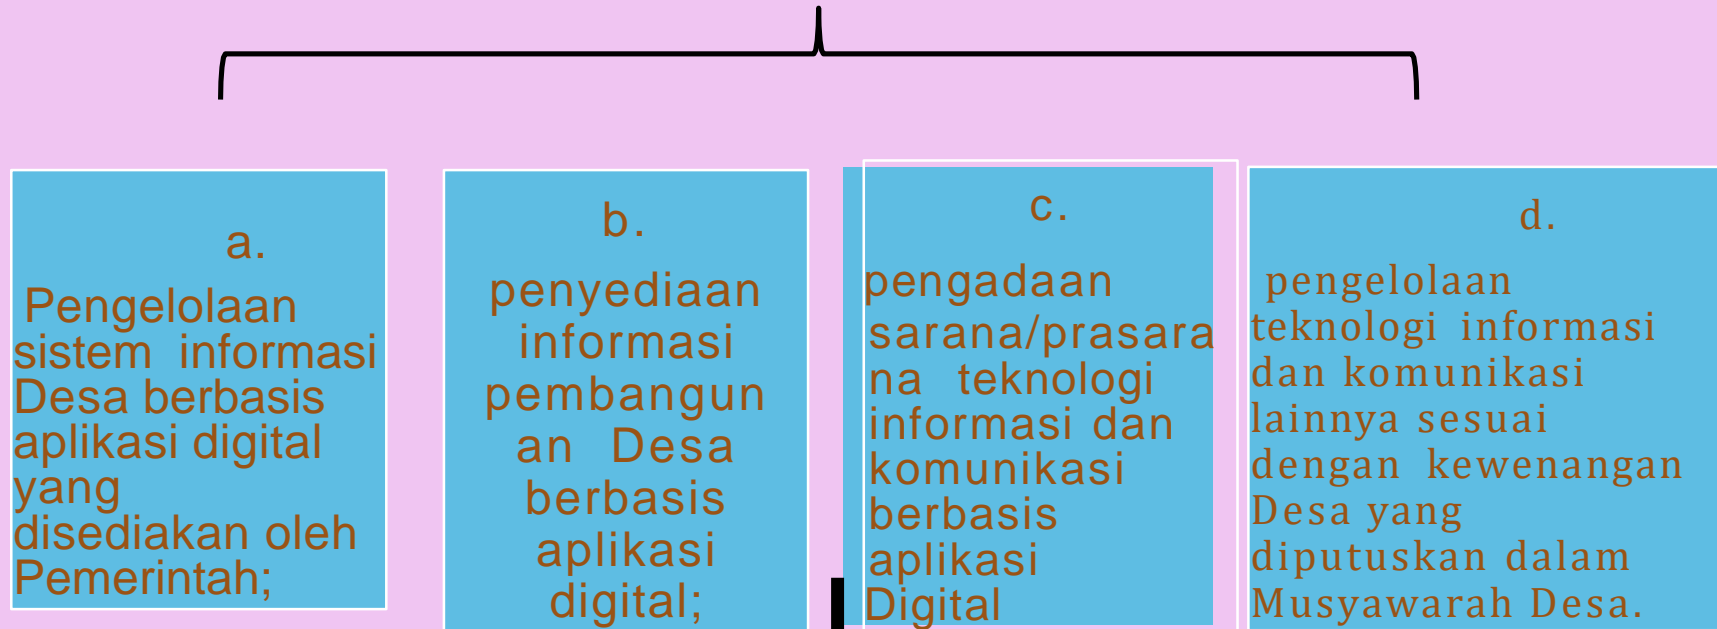 a.
Pengelolaan
sistem informasi
Desa berbasis
aplikasi digital
yang
disediakan oleh
Pemerintah;
b.
penyediaan
informasi
pembangun
an Desa
berbasis
aplikasi
digital;
c.
pengadaan
sarana/prasara
na teknologi
informasi dan
komunikasi
berbasis
aplikasi
Digital
d.
pengelolaan
teknologi informasi
dan komunikasi
lainnya sesuai
dengan kewenangan
Desa yang
diputuskan dalam
Musyawarah Desa.